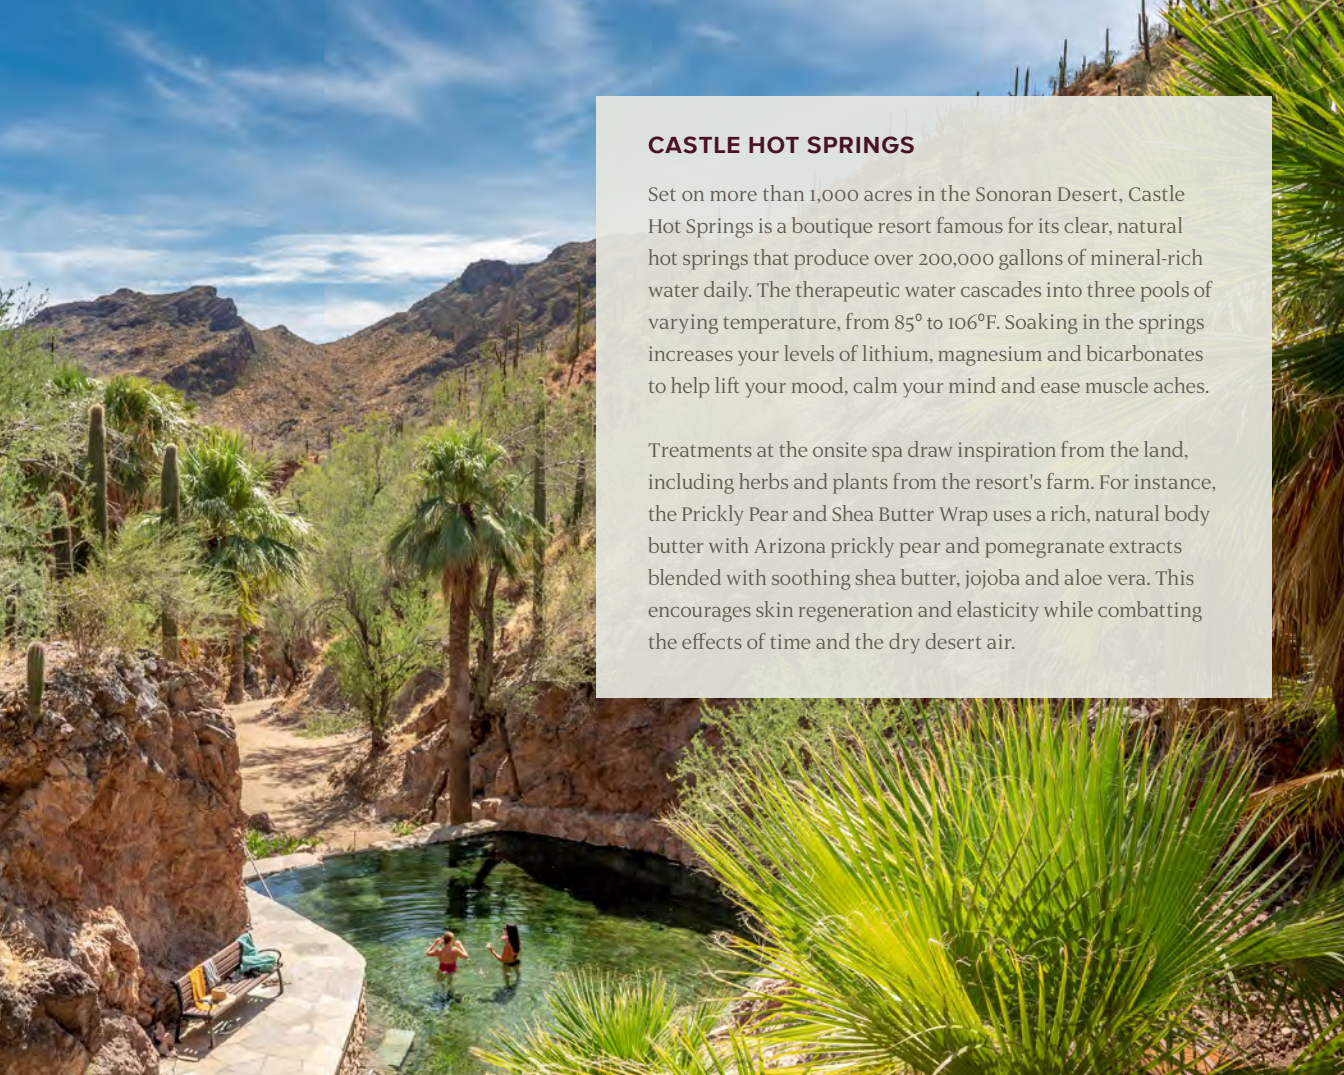 CASTLE HOT SPRINGS
Set on more than 1,000 acres in the Sonoran Desert, Castle
Hot Springs is a boutique resort famous for its clear, natural
hot springs that produce over 200,000 gallons of mineral-rich
water daily. The therapeutic water cascades into three pools of
varying temperature, from 85º to 106ºF. Soaking in the springs
increases your levels of lithium, magnesium and bicarbonates
to help lift your mood, calm your mind and ease muscle aches.
Treatments at the onsite spa draw inspiration from the land,
including herbs and plants from the resort's farm. For instance,
the Prickly Pear and Shea Butter Wrap uses a rich, natural body
butter with Arizona prickly pear and pomegranate extracts
blended with soothing shea butter, jojoba and aloe vera. This
encourages skin regeneration and elasticity while combatting
the effects of time and the dry desert air.